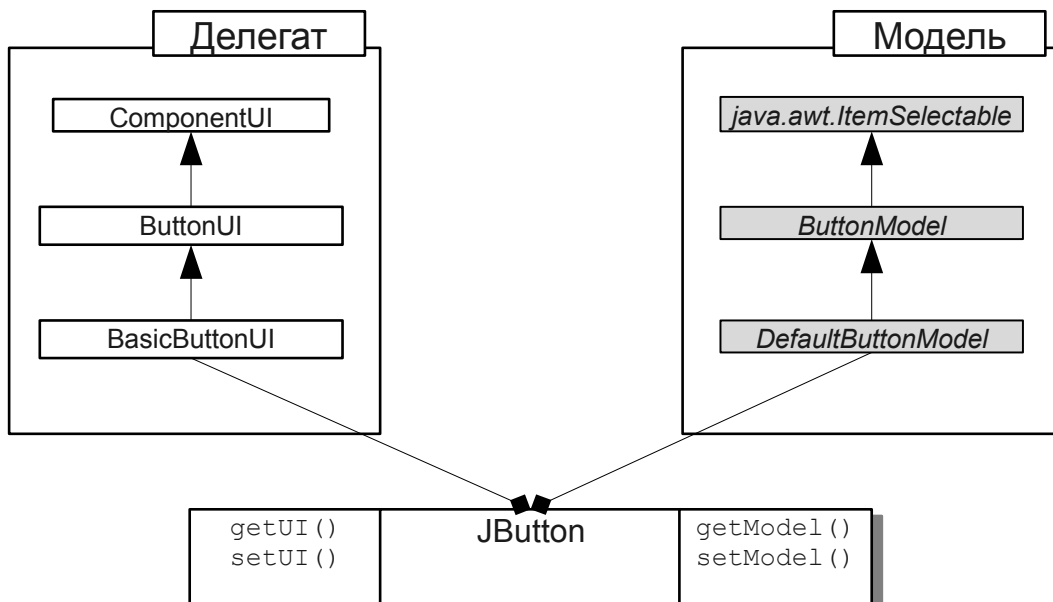 Делегат
ComponentUI
ButtonUI
BasicButtonUI
Модель
java.awt.ItemSelectable
ButtonModel
DefaultButtonModel
getUI()
setUI()
JButton
getModel()
setModel()